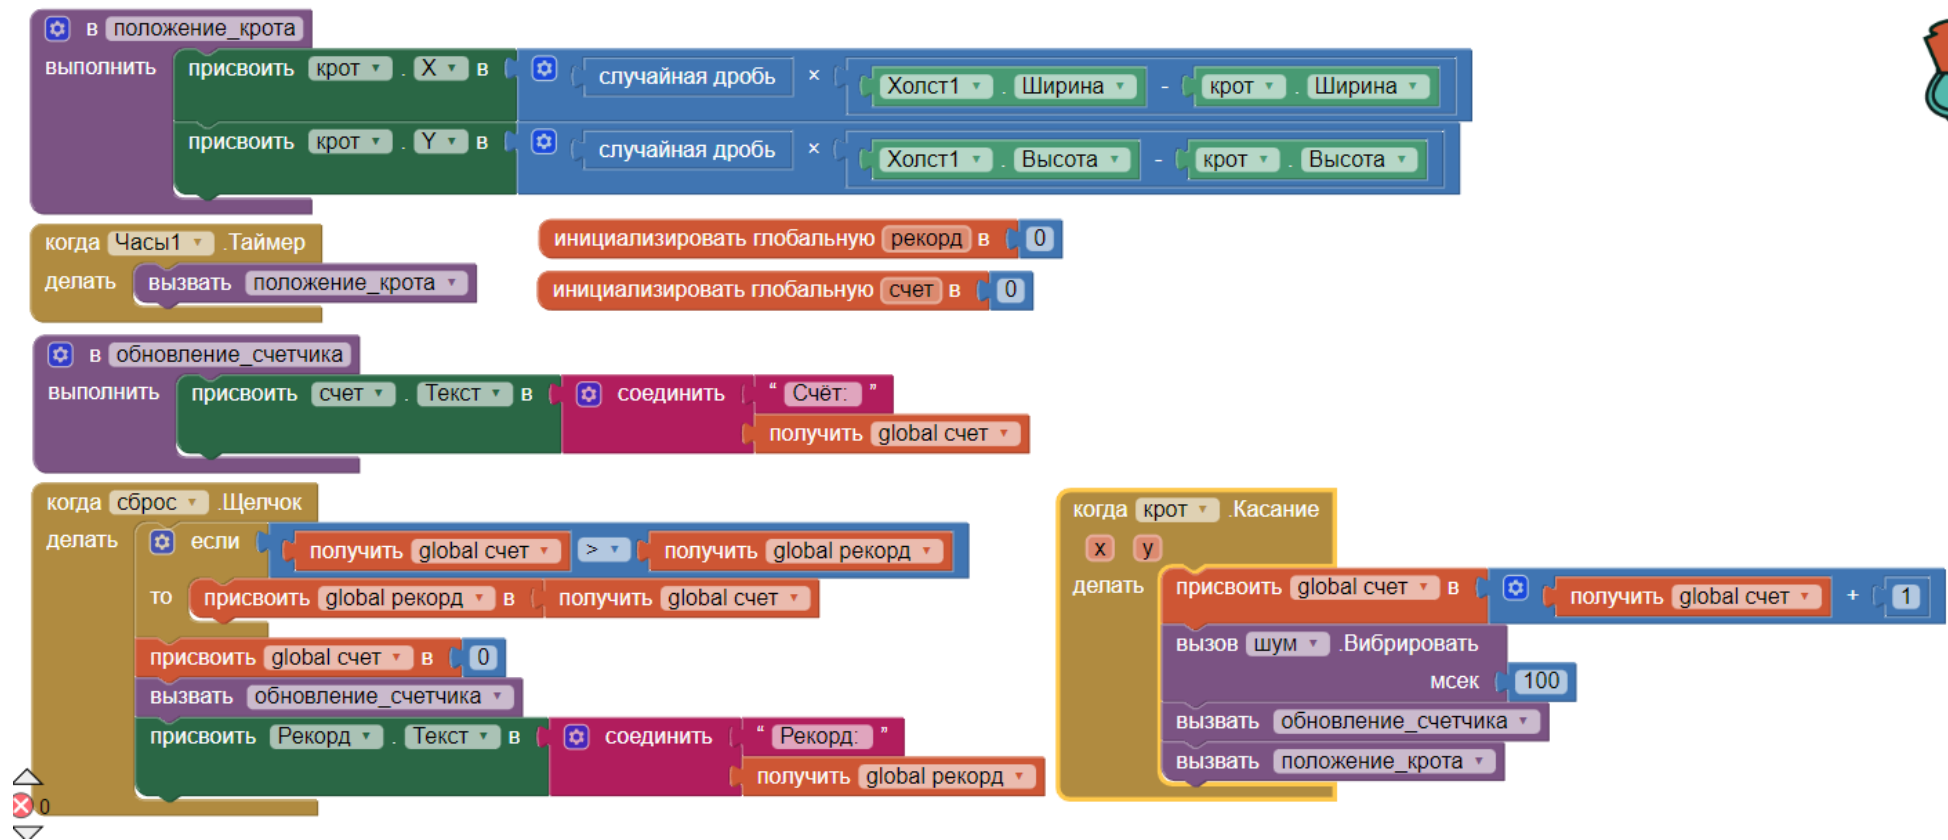 в положение_крота
выполнить присвоить крот . X в случайная дробь × Холст1 . Ширина - крот . Ширина
присвоить крот . Y в случайная дробь × Холст1 . Высота - крот . Высота
когда Часы1 .Таймер
делать вызвать положение_крота
инициализировать глобальную рекорд в 0
инициализировать глобальную счет в 0
в обновление_счетчика
выполнить присвоить счет . Текст в соединить " Счёт: "
получить global счет
когда сброс .Щелчок
делать если получить global счет > получить global рекорд
то присвоить global рекорд в получить global счет
присвоить global счет в 0
вызвать обновление_счетчика
присвоить Рекорд . Текст в соединить " Рекорд: "
получить global рекорд
0
когда крот .Касание
x y
делать присвоить global счет в получить global счет + 1
вызов шум .Вибрировать
мсек 100
вызвать обновление_счетчика
вызвать положение_крота